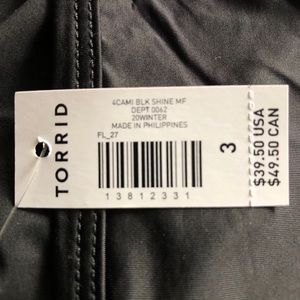 TORRID
4CAMI BLK SHINE MF
DEPT 0062
20WINTER
MADE IN PHILIPPINES
FL_27
13812331
3
$39.50 USA
$49.50 CAN